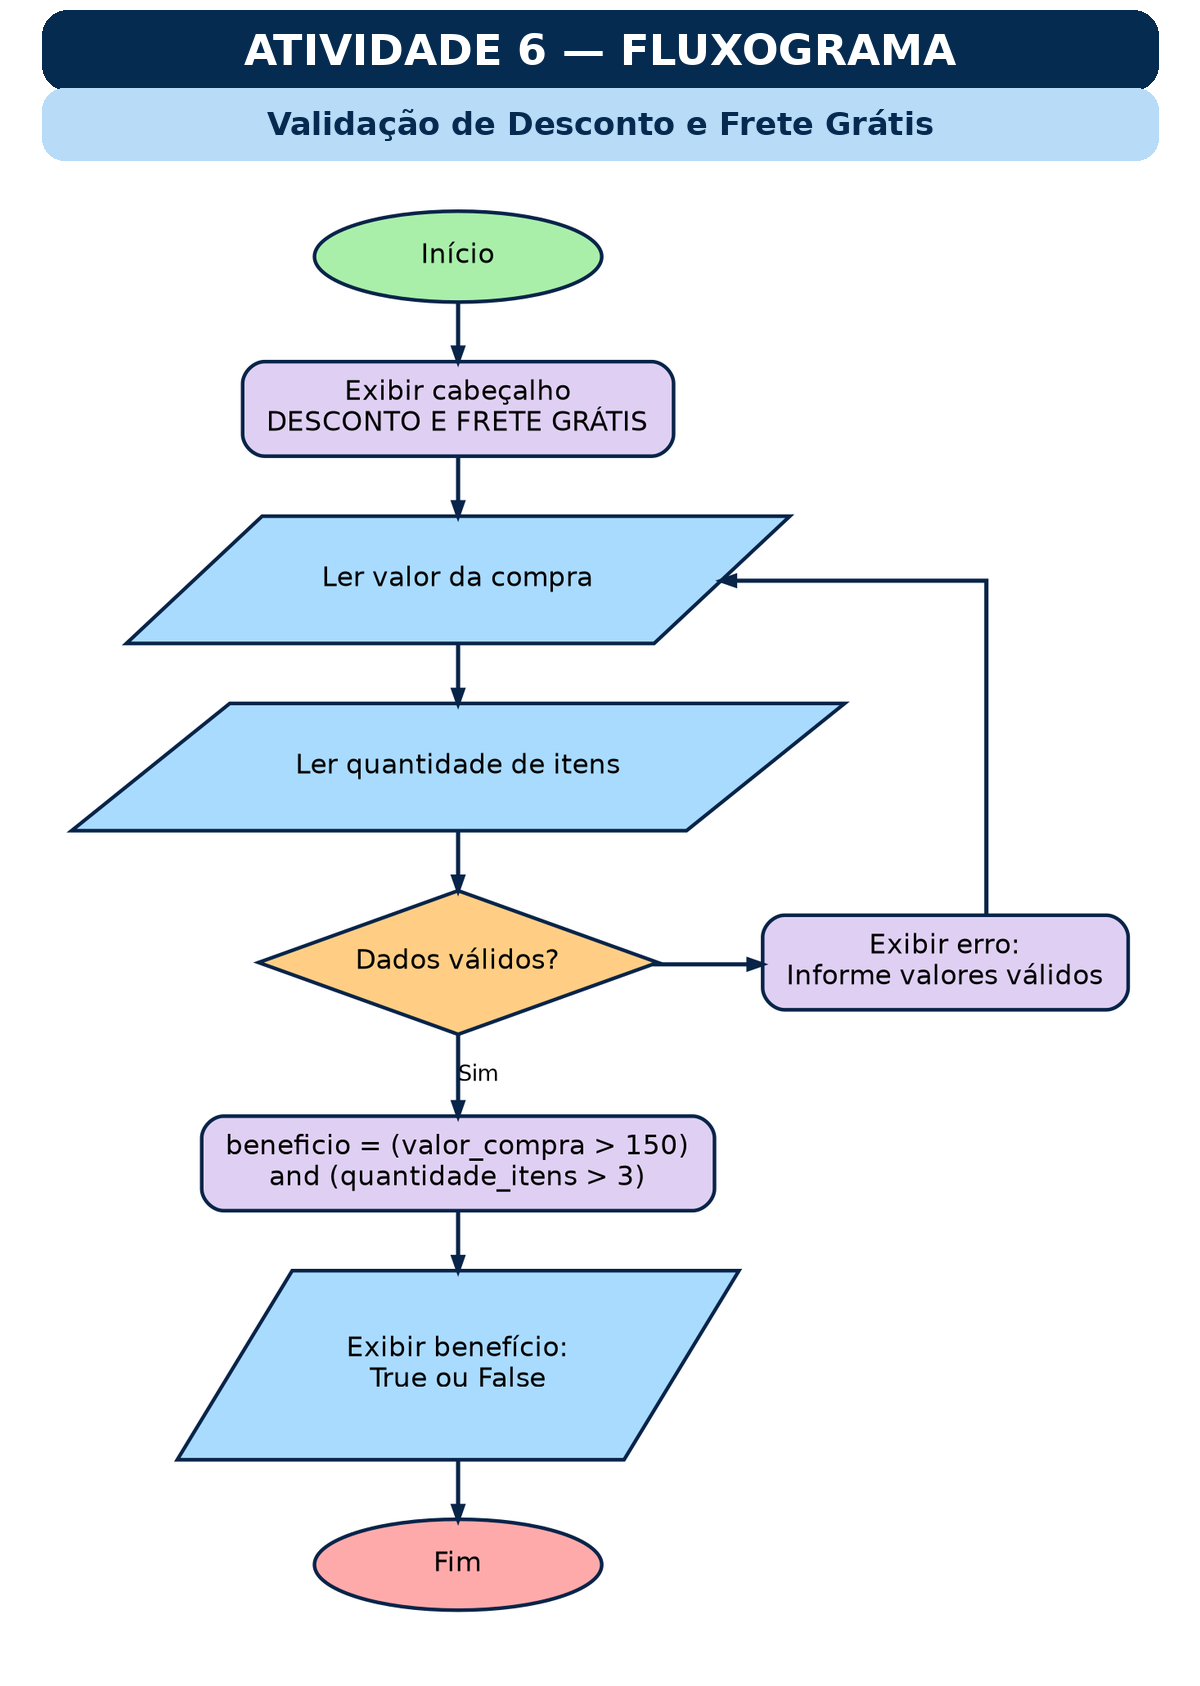 ATIVIDADE 6 — FLUXOGRAMA
Validação de Desconto e Frete Grátis
Início
Exibir cabeçalho
DESCONTO E FRETE GRÁTIS
Ler valor da compra
Ler quantidade de itens
Dados válidos?
Exibir erro:
Informe valores válidos
Sim
beneficio = (valor_compra > 150)
and (quantidade_itens > 3)
Exibir benefício:
True ou False
Fim